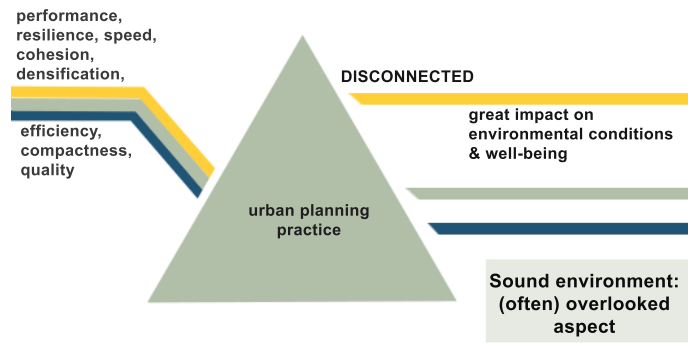 performance,
resilience, speed,
cohesion,
densification,
efficiency,
compactness,
quality
urban planning
practice
DISCONNECTED
great impact on
environmental conditions
& well-being
Sound environment:
(often) overlooked
aspect